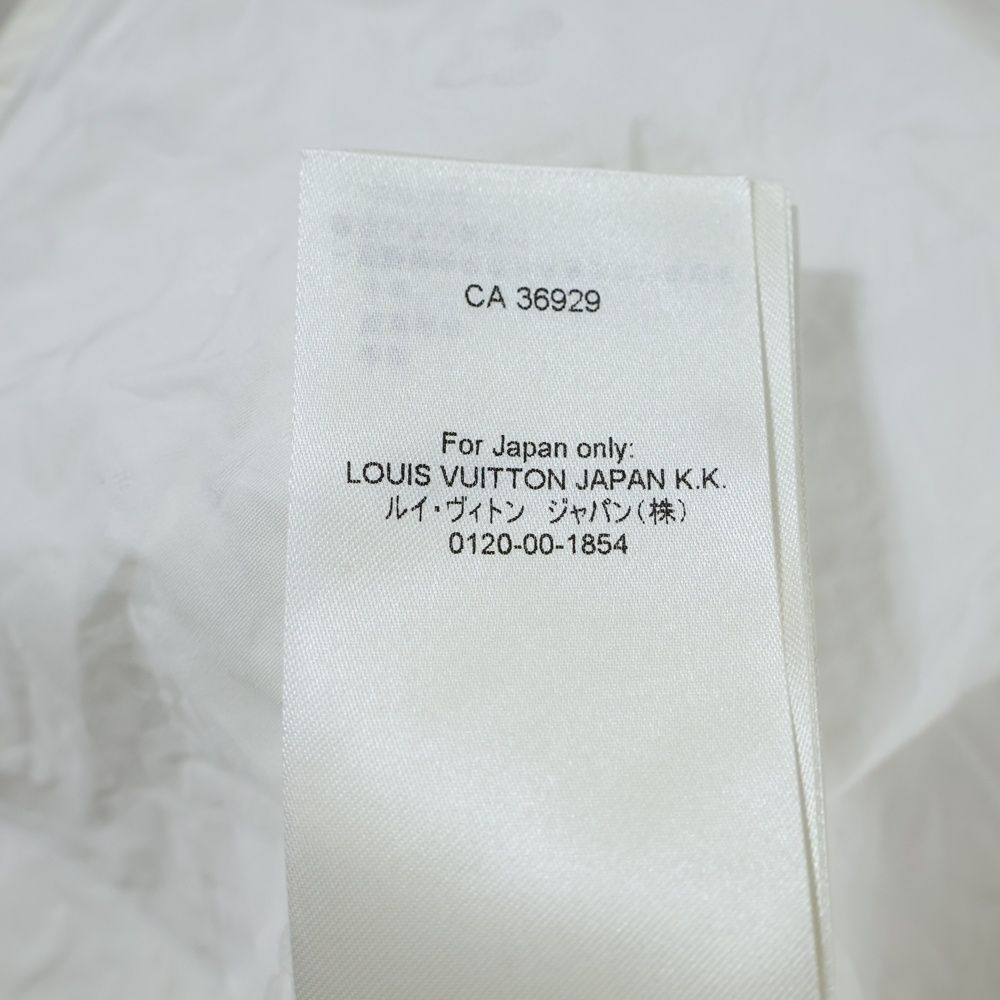 CA 36929
For Japan only:
LOUIS VUITTON JAPAN K.K.
ルイ・ヴィトン　ジャパン（株）
0120-00-1854